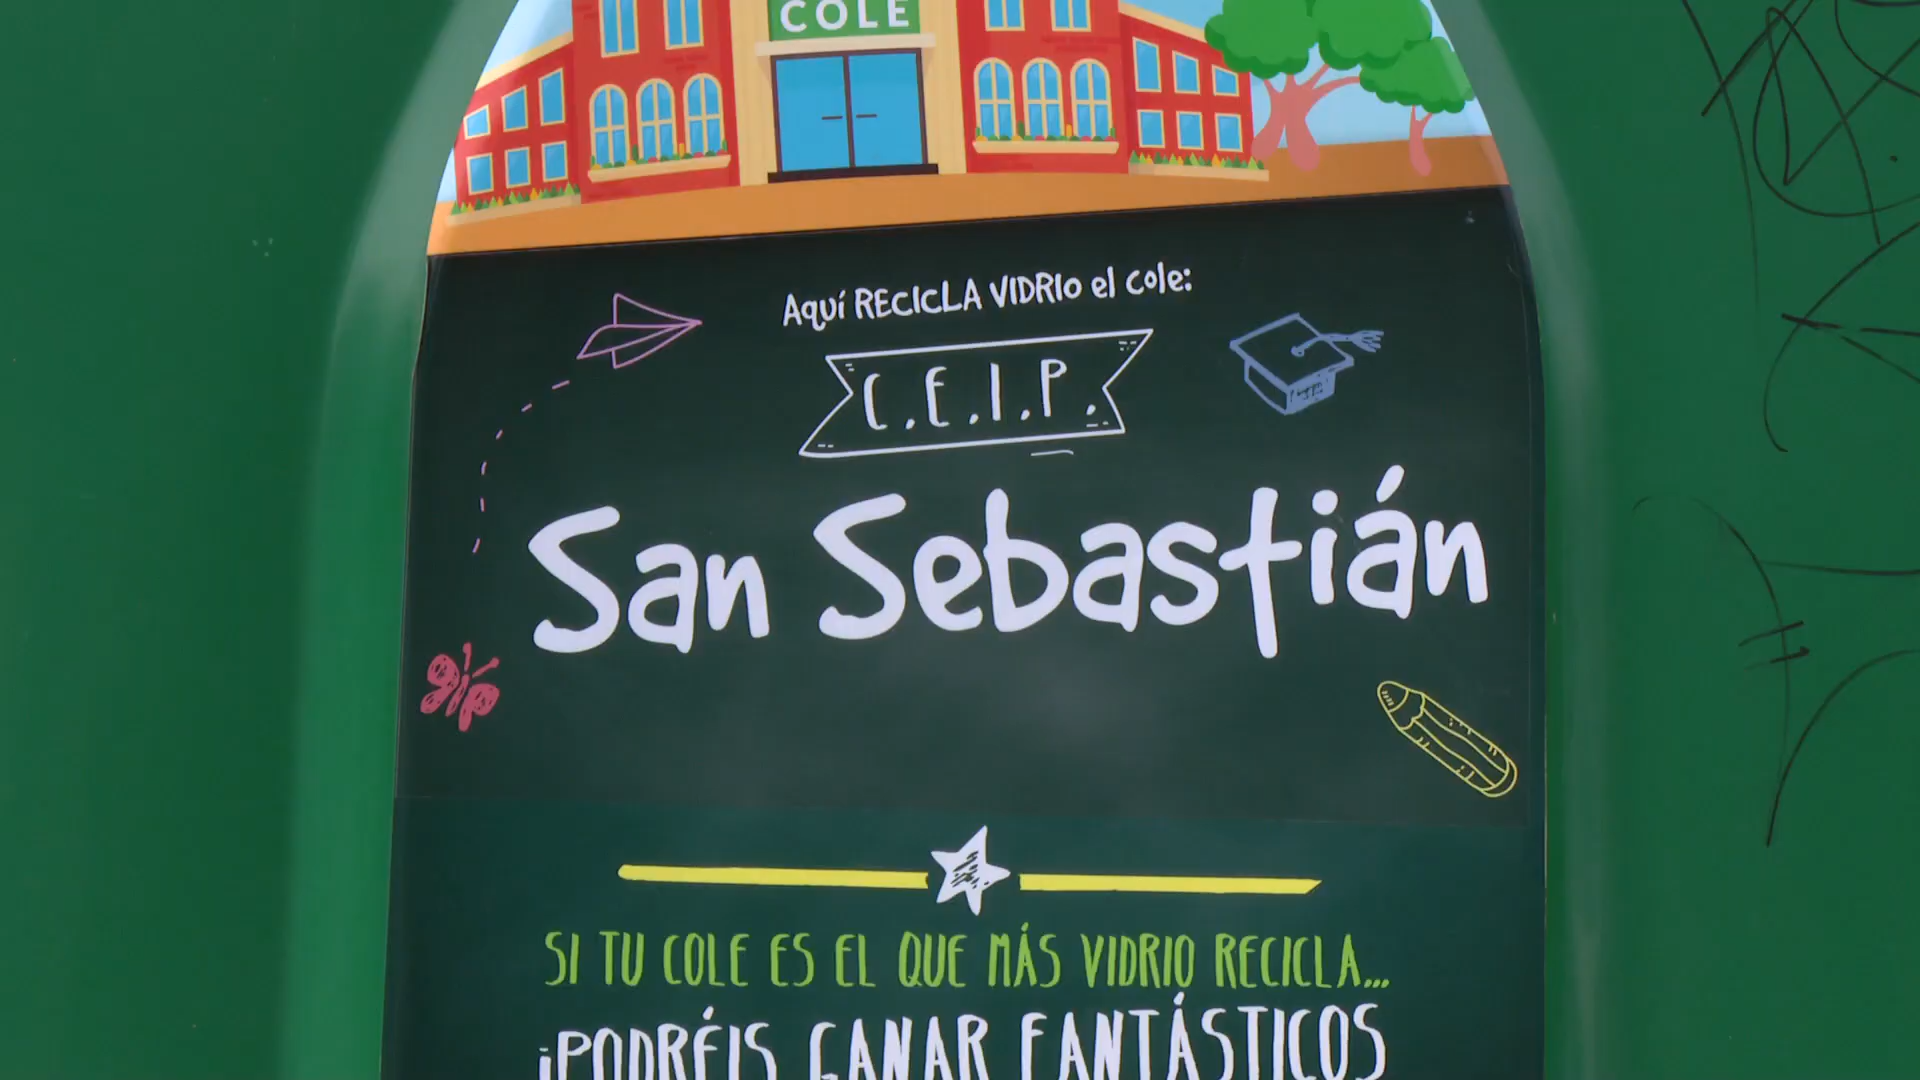 COLE
Aquí RECICLA VIDRIO el cole:
C.E.I.P.
San Sebastián
SI TU COLE ES EL QUE MÁS VIDRIO RECICLA...
¡PODRÉIS GANAR FANTÁSTICOS